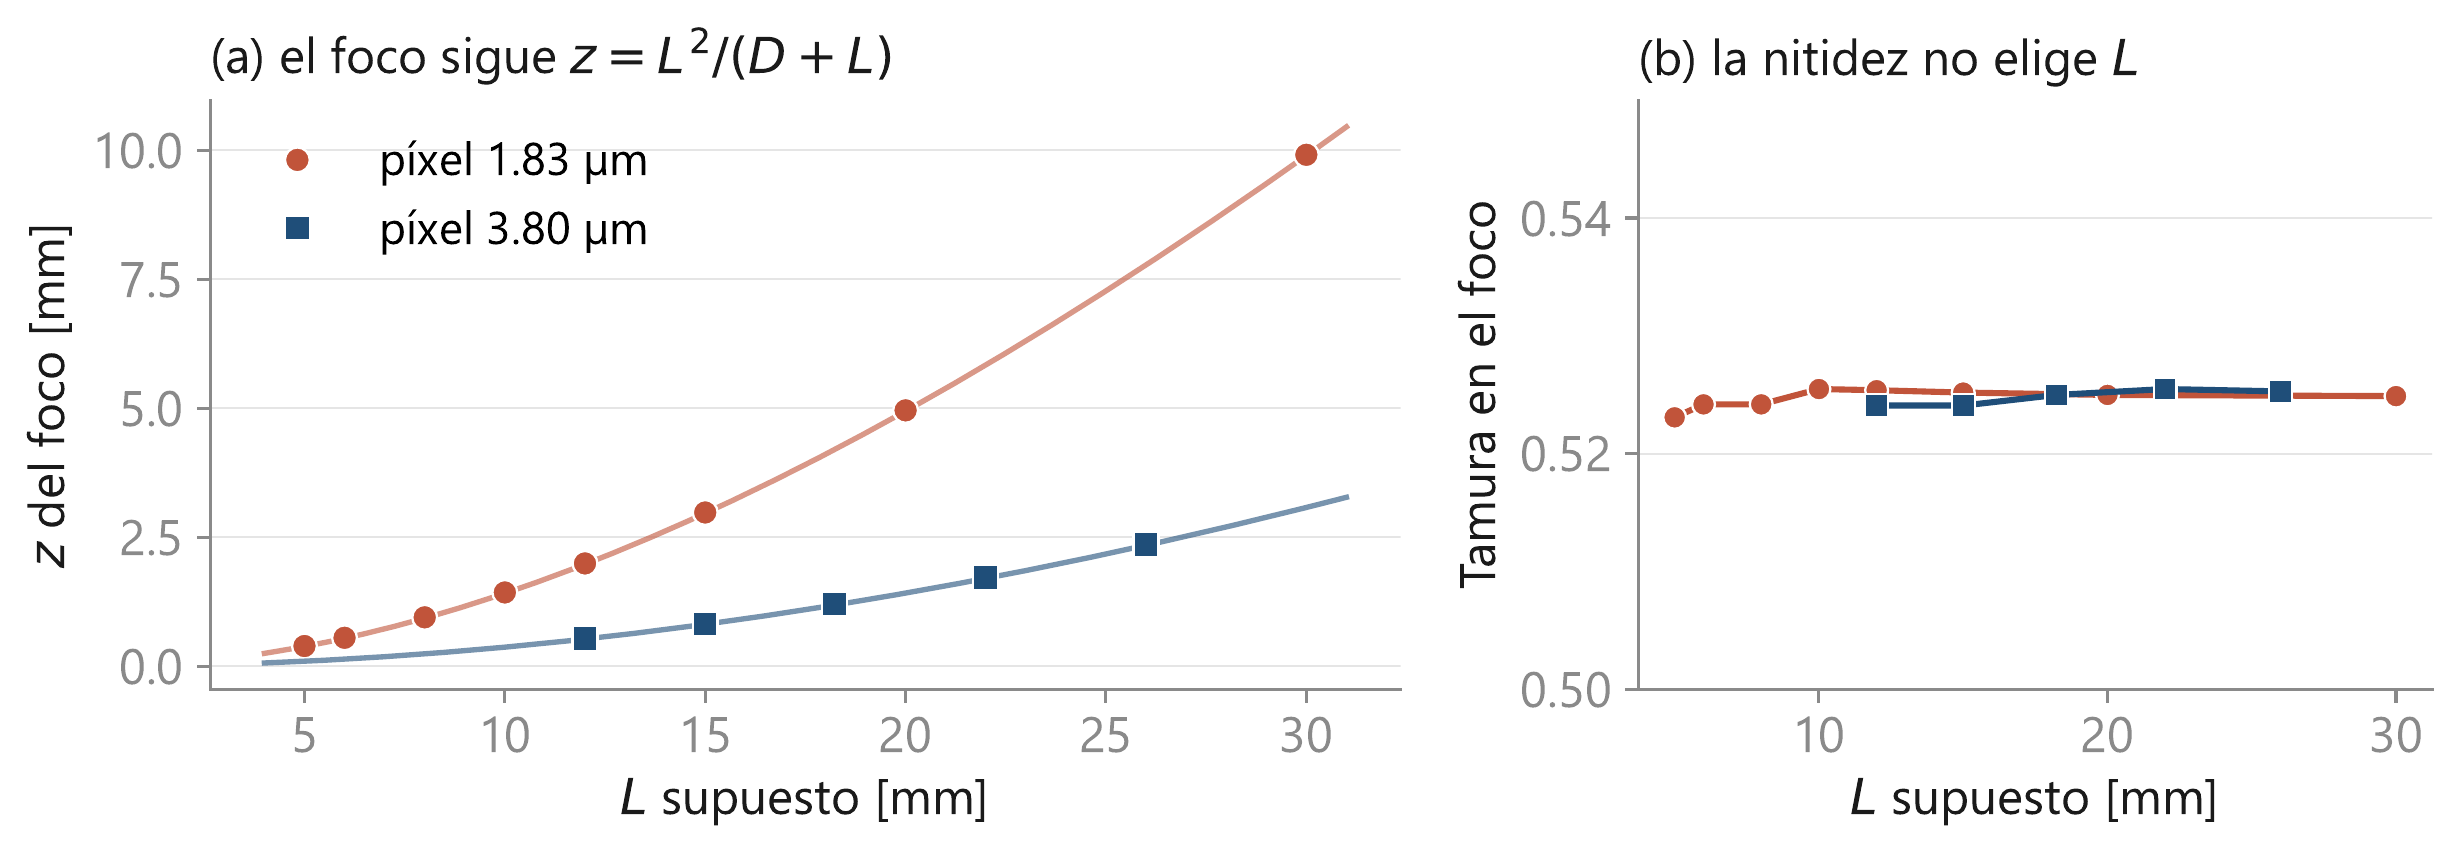 (a) el foco sigue z = L²/(D + L)
z del foco [mm]
10.0
7.5
5.0
2.5
0.0
píxel 1.83 µm
píxel 3.80 µm
5 10 15 20 25 30
L supuesto [mm]
(b) la nitidez no elige L
Tamura en el foco
0.54
0.52
0.50
10 20 30
L supuesto [mm]